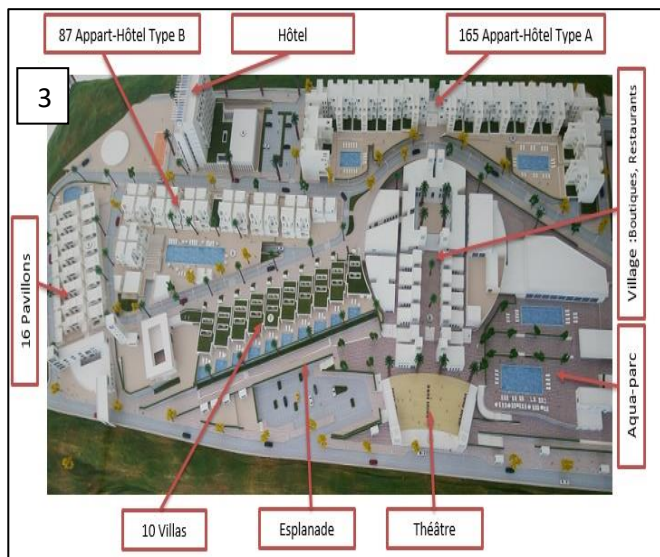 87 Appart-Hôtel Type B
Hôtel
165 Appart-Hôtel Type A
3
Village :Boutiques, Restaurants
16 Pavillons
Aqua-parc
10 Villas
Esplanade
Théâtre